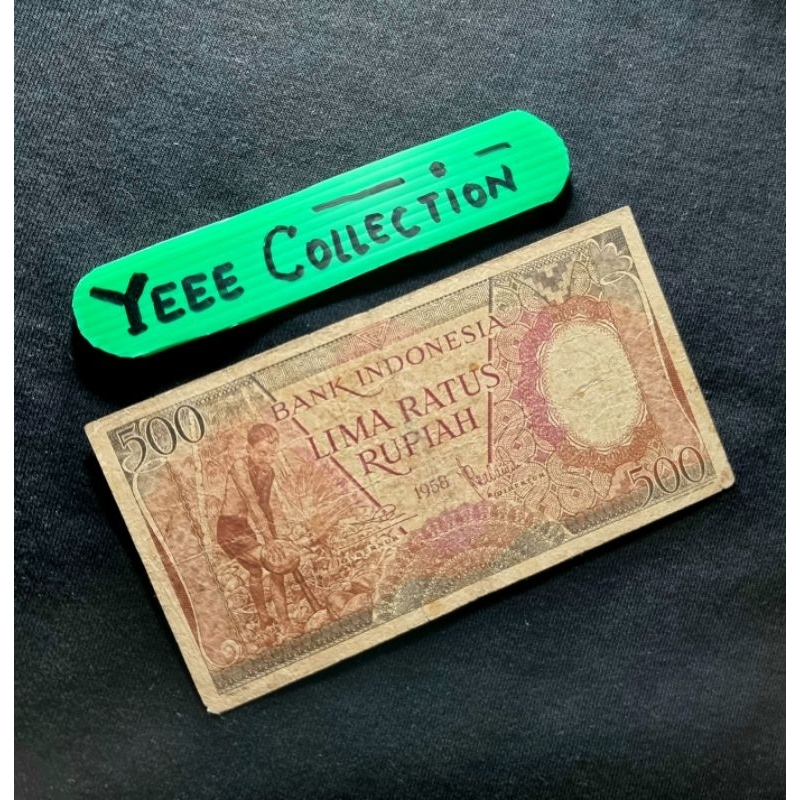 YEEE COLLECTION
500
BANK INDONESIA
LIMA RATUS
RUPIAH
1958
500